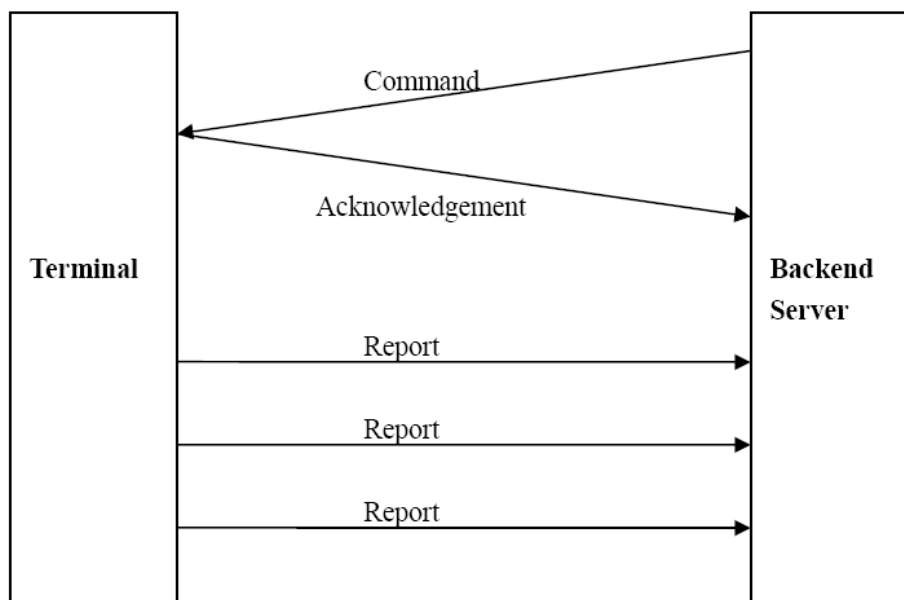 Command
Acknowledgement
Terminal
Backend
Server
Report
Report
Report